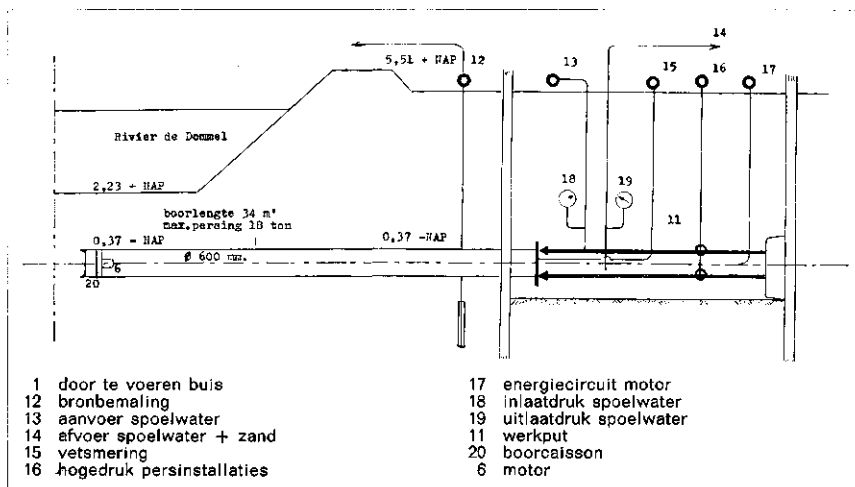 14
5,51 + NAP
12
13
15
16
17
Rivier de Dommel
2,23 + NAP
18
19
boorlengte 34 m'
max.persing 18 ton
11
0,37 - NAP
0,37 -NAP
ø 600 mm.
6
20
1 door te voeren buis
12 bronbemaling
13 aanvoer spoelwater
14 afvoer spoelwater + zand
15 vetsmering
16 hogedruk persinstallaties
17 energiecircuit motor
18 inlaatdruk spoelwater
19 uitlaatdruk spoelwater
11 werkput
20 boorcaisson
6 motor